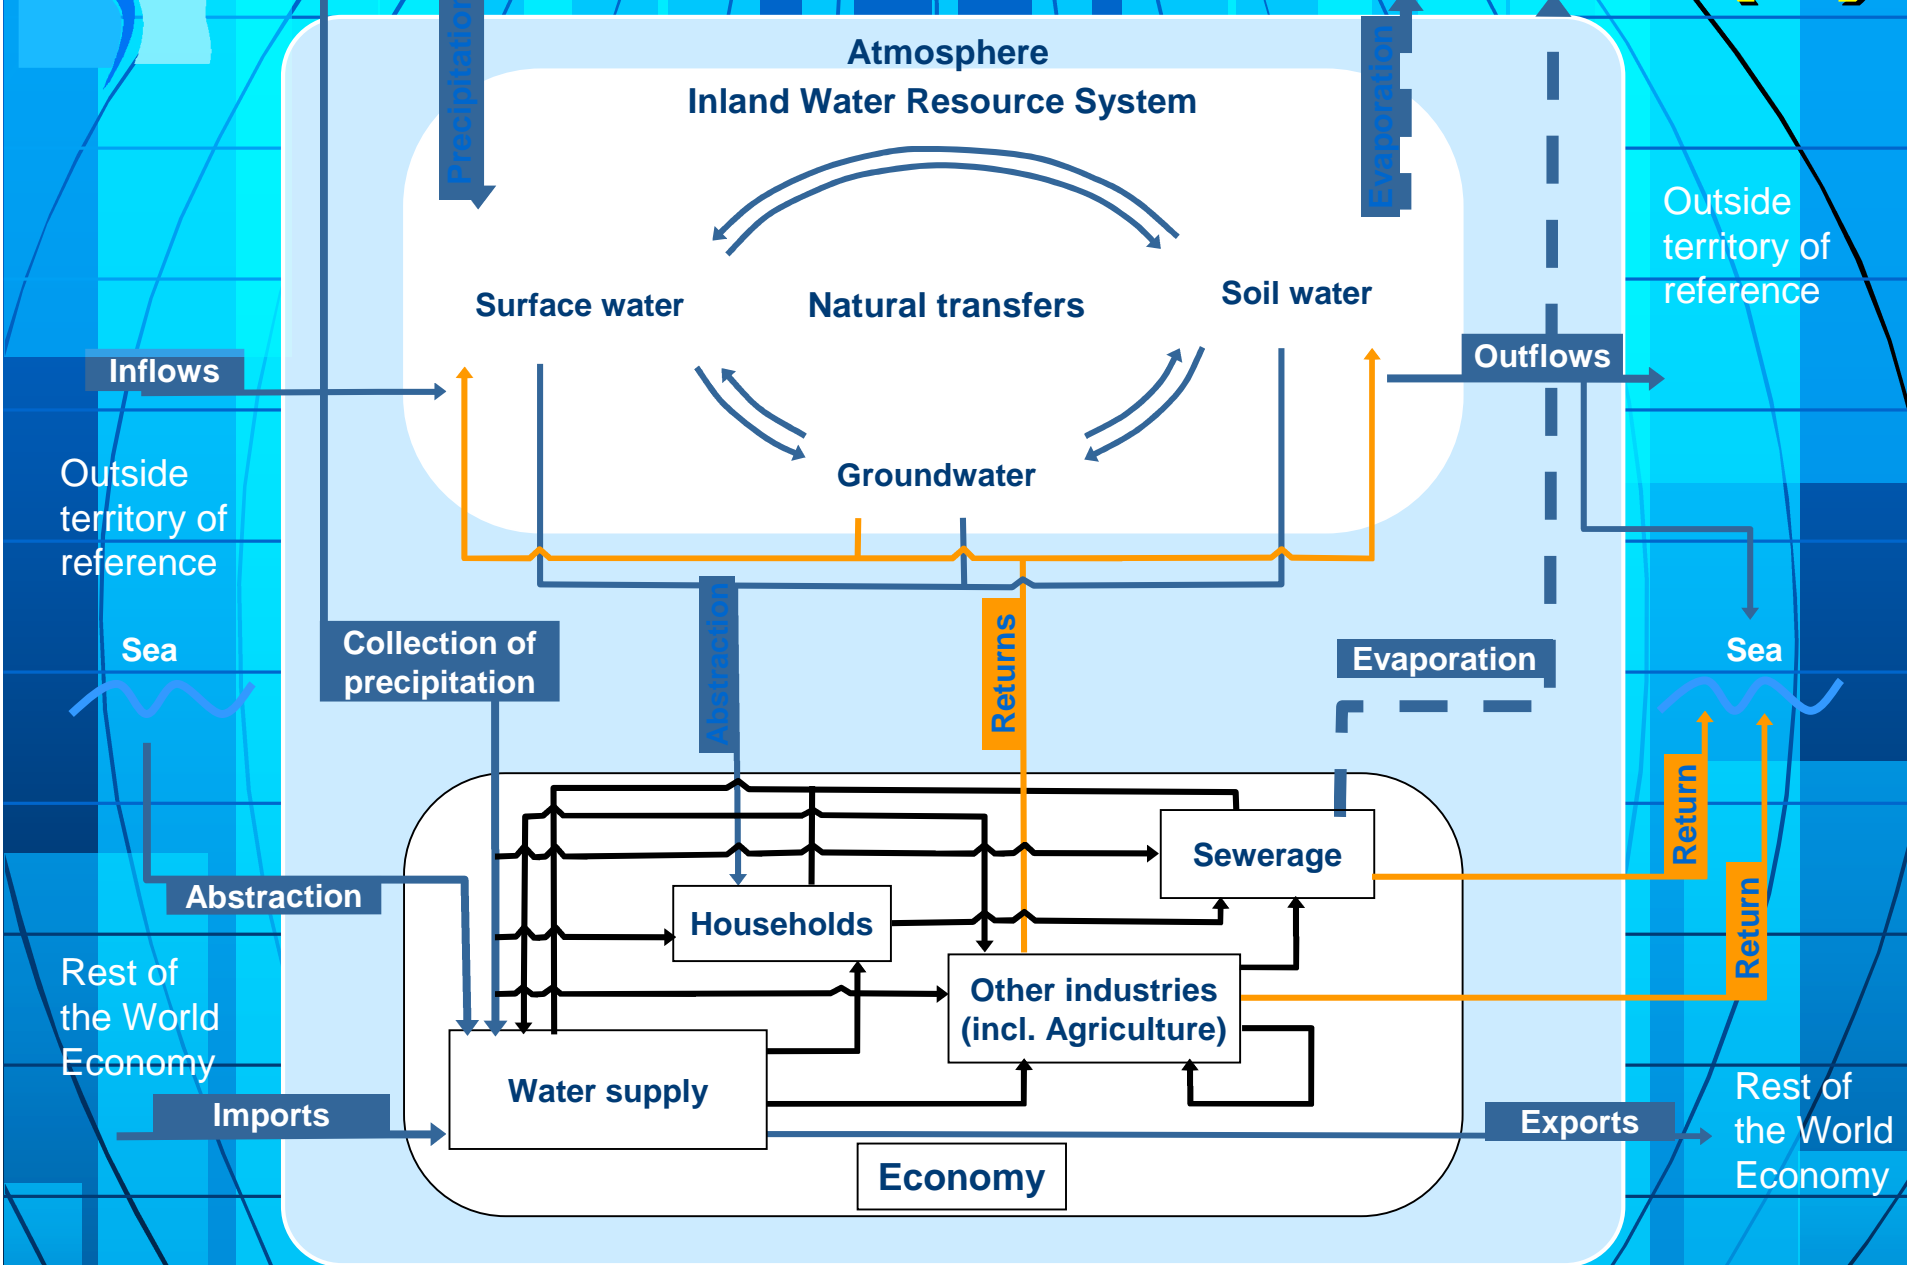 Atmosphere
Inland Water Resource System
Precipitation
Evaporation
Outside
territory of
reference
Surface water
Natural transfers
Soil water
Inflows
Outflows
Groundwater
Outside
territory of
reference
Sea
Collection of
precipitation
Abstraction
Returns
Evaporation
Sea
Return
Sewerage
Abstraction
Households
Return
Rest of
the World
Economy
Other industries
(incl. Agriculture)
Water supply
Imports
Exports
Rest of
the World
Economy
Economy